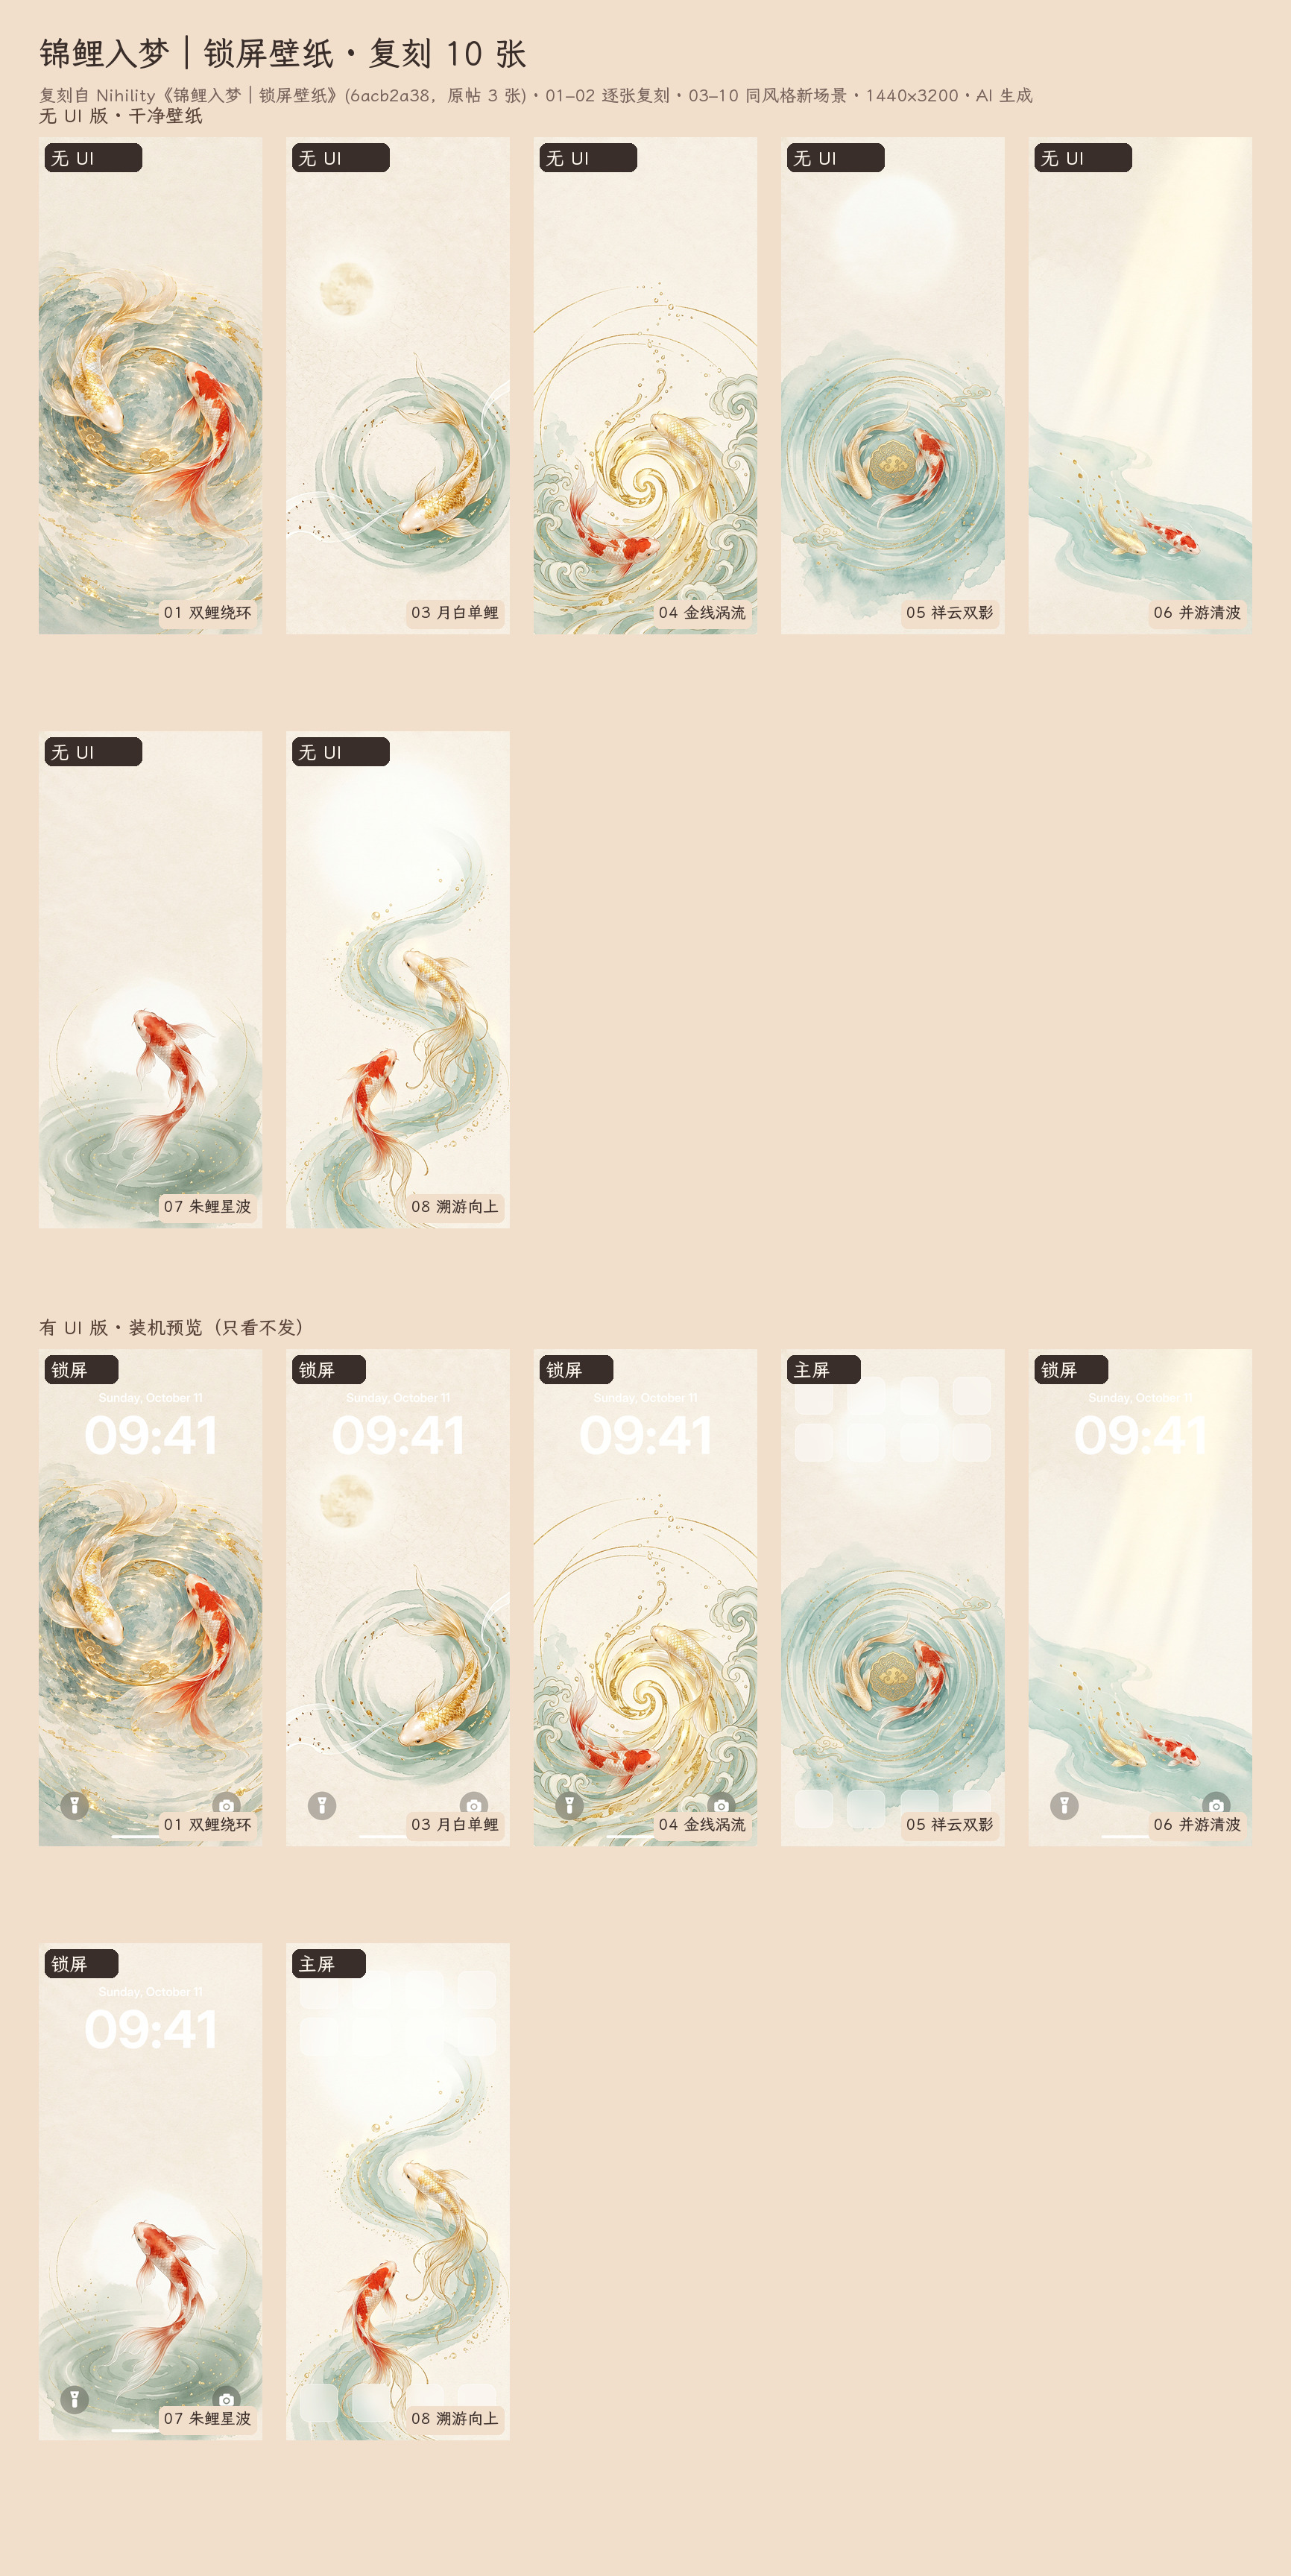 锦鲤入梦｜锁屏壁纸・复刻 10 张
复刻自 Nihility《锦鲤入梦｜锁屏壁纸》(6acb2a38，原帖 3 张)・01–02 逐张复刻・03–10 同风格新场景・1440×3200・AI 生成
无 UI 版・干净壁纸
无 UI
无 UI
无 UI
无 UI
无 UI
01 双鲤绕环
03 月白单鲤
04 金线涡流
05 祥云双影
06 并游清波
无 UI
无 UI
07 朱鲤星波
08 溯游向上
有 UI 版・装机预览（只看不发）
锁屏
锁屏
锁屏
主屏
锁屏
Sunday, October 11
Sunday, October 11
Sunday, October 11
Sunday, October 11
09:41
09:41
09:41
09:41
01 双鲤绕环
03 月白单鲤
04 金线涡流
05 祥云双影
06 并游清波
锁屏
主屏
Sunday, October 11
09:41
07 朱鲤星波
08 溯游向上